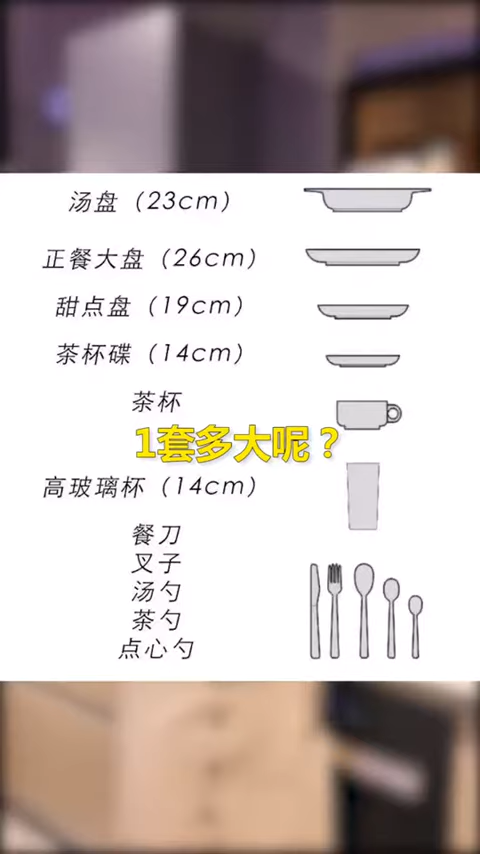 汤盘（23cm）
正餐大盘（26cm）
甜点盘（19cm）
茶杯碟（14cm）
茶杯
1套多大呢？
高玻璃杯（14cm）
餐刀
叉子
汤勺
茶勺
点心勺